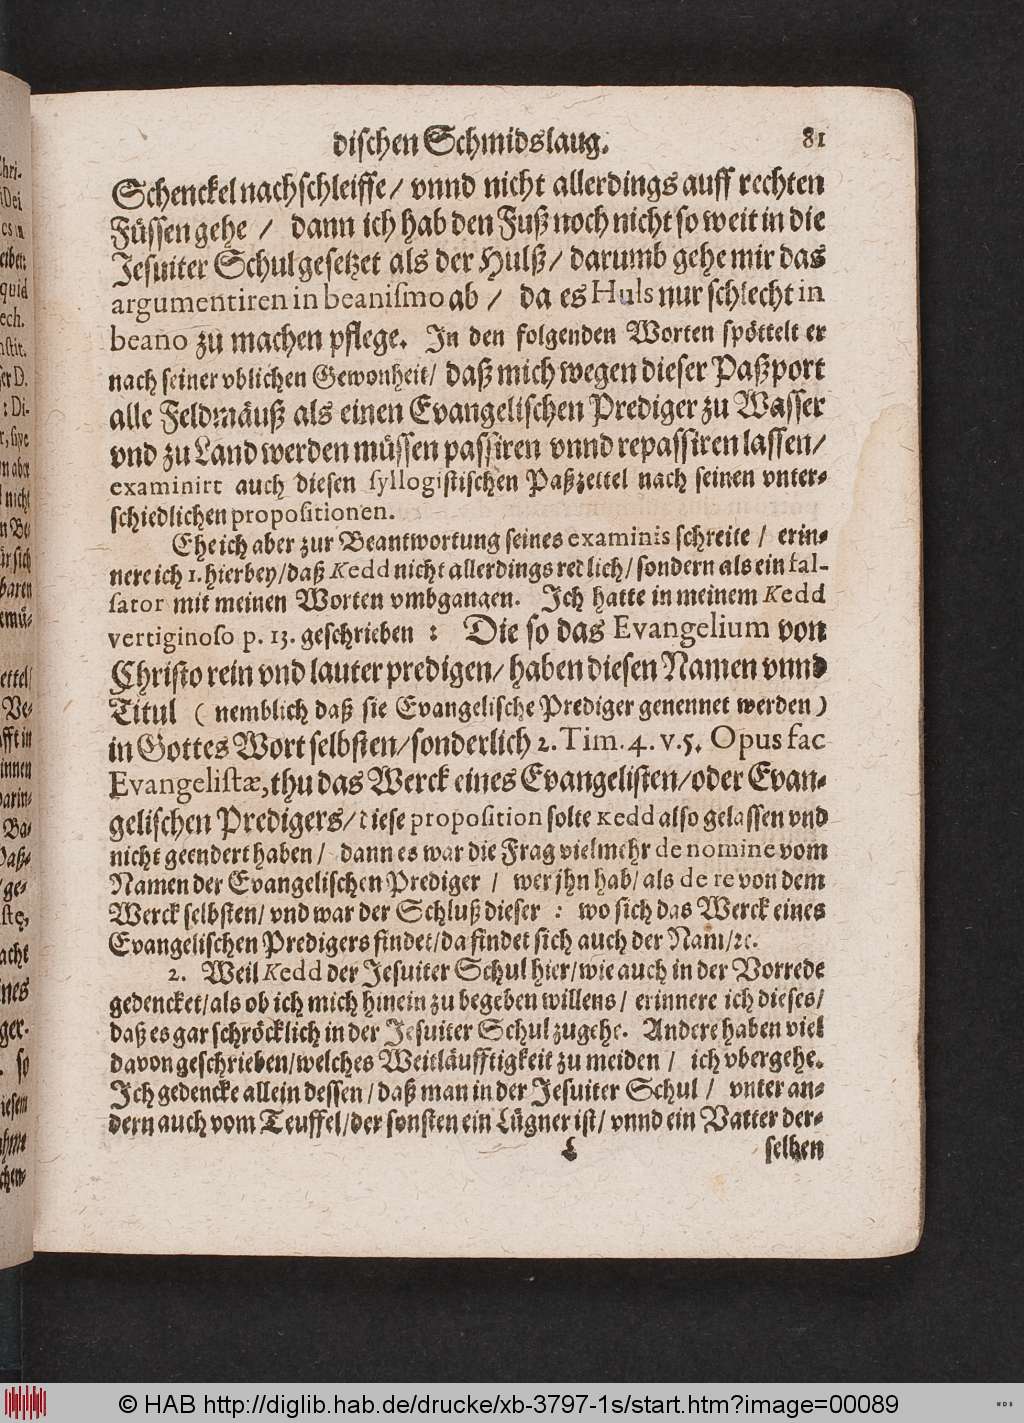 dischen Schmidslaug. 81
Schenckel nachschleiffe / vnnd nicht allerdings auff rechten
Füssen gehe / dann ich hab den Fuß noch nicht so weit in die
Jesuiter Schul gesetzet als der Hulß / darumb gehe mir das
argumentiren in beanismo ab / da es Huls nur schlecht in
beano zu machen pflege. In den folgenden Worten spöttelt er
nach seiner vblichen Gewonheit / daß mich wegen dieser Paßport
alle Feldmäuß als einen Evangelischen Prediger zu Wasser
vnd zu Land werden müssen passiren vnnd repassiren lassen /
examinirt auch diesen syllogistischen Paßzettel nach seinen vnter-
schiedlichen propositionen.
Ehe ich aber zur Beantwortung seines examinis schreite / erin-
nere ich 1. hierbey / daß Kedd nicht allerdings redlich / sondern als ein fal-
sator mit meinen Worten vmbgangen. Ich hatte in meinem Kedd
vertiginoso p. 13. geschrieben : Die so das Evangelium von
Christo rein vnd lauter predigen / haben diesen Namen vnnd
Titul ( nemblich daß sie Evangelische Prediger genennet werden )
in Gottes Wort selbsten / sonderlich 2. Tim. 4. v. 5. Opus fac
Evangelistæ, thu das Werck eines Evangelisten / oder Evan-
gelischen Predigers / diese proposition solte Kedd also gelassen vnd
nicht geendert haben / dann es war die Frag vielmehr de nomine vom
Namen der Evangelischen Prediger / wer jhn hab / als de re von dem
Werck selbsten / vnd war der Schluß dieser : wo sich das Werck eines
Evangelischen Predigers findet / da findet sich auch der Nam / ꝛc.
2. Weil Kedd der Jesuiter Schul hier / wie auch in der Vorrede
gedencket / als ob ich mich hinein zu begeben willens / erinnere ich dieses /
daß es gar schröcklich in der Jesuiter Schul zugehe. Andere haben viel
davon geschrieben / welches Weitläufftigkeit zu meiden / ich vbergehe.
Ich gedencke allein dessen / daß man in der Jesuiter Schul / vnter an-
dern auch vom Teuffel / der sonsten ein Lügner ist / vnnd ein Vatter der-
L selben
© HAB http://diglib.hab.de/drucke/xb-3797-1s/start.htm?image=00089